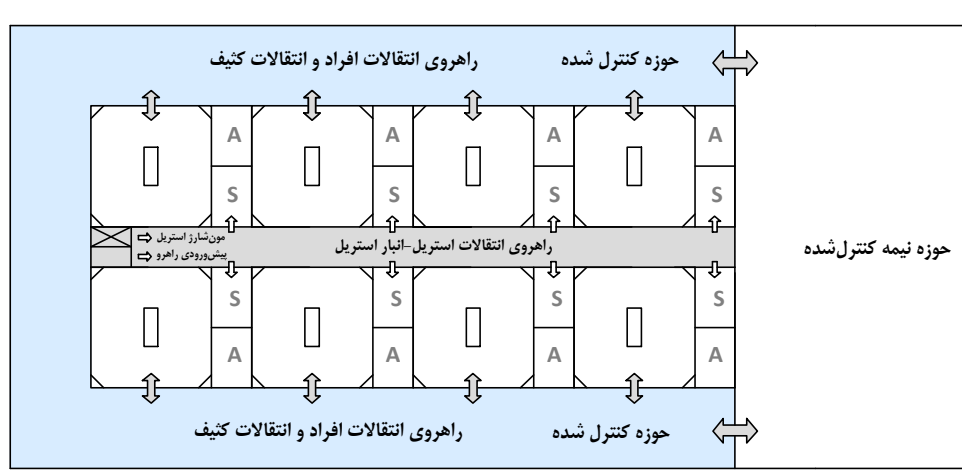 راهروی انتقالات افراد و انتقالات کثیف حوزه کنترل شده
A A A A
S S S S
مون‌شارژ استریل
پیش‌ورودی راهرو
راهروی انتقالات استریل-انبار استریل
حوزه نیمه کنترل‌شده
S S S S
A A A A
راهروی انتقالات افراد و انتقالات کثیف حوزه کنترل شده